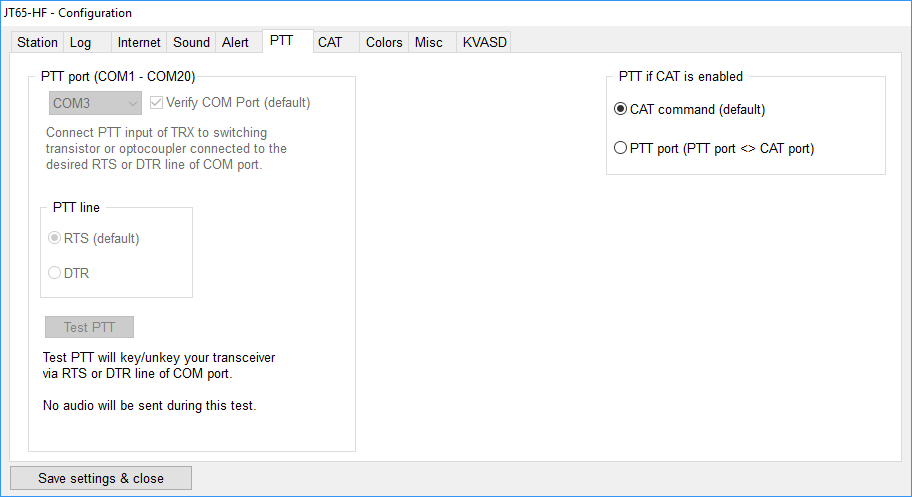 JT65-HF - Configuration
Station Log Internet Sound Alert PTT CAT Colors Misc KVASD
PTT port (COM1 - COM20)
COM3 Verify COM Port (default)
Connect PTT input of TRX to switching
transistor or optocoupler connected to the
desired RTS or DTR line of COM port.
PTT line
RTS (default)
DTR
Test PTT
Test PTT will key/unkey your transceiver
via RTS or DTR line of COM port.
No audio will be sent during this test.
PTT if CAT is enabled
CAT command (default)
PTT port (PTT port <> CAT port)
Save settings & close